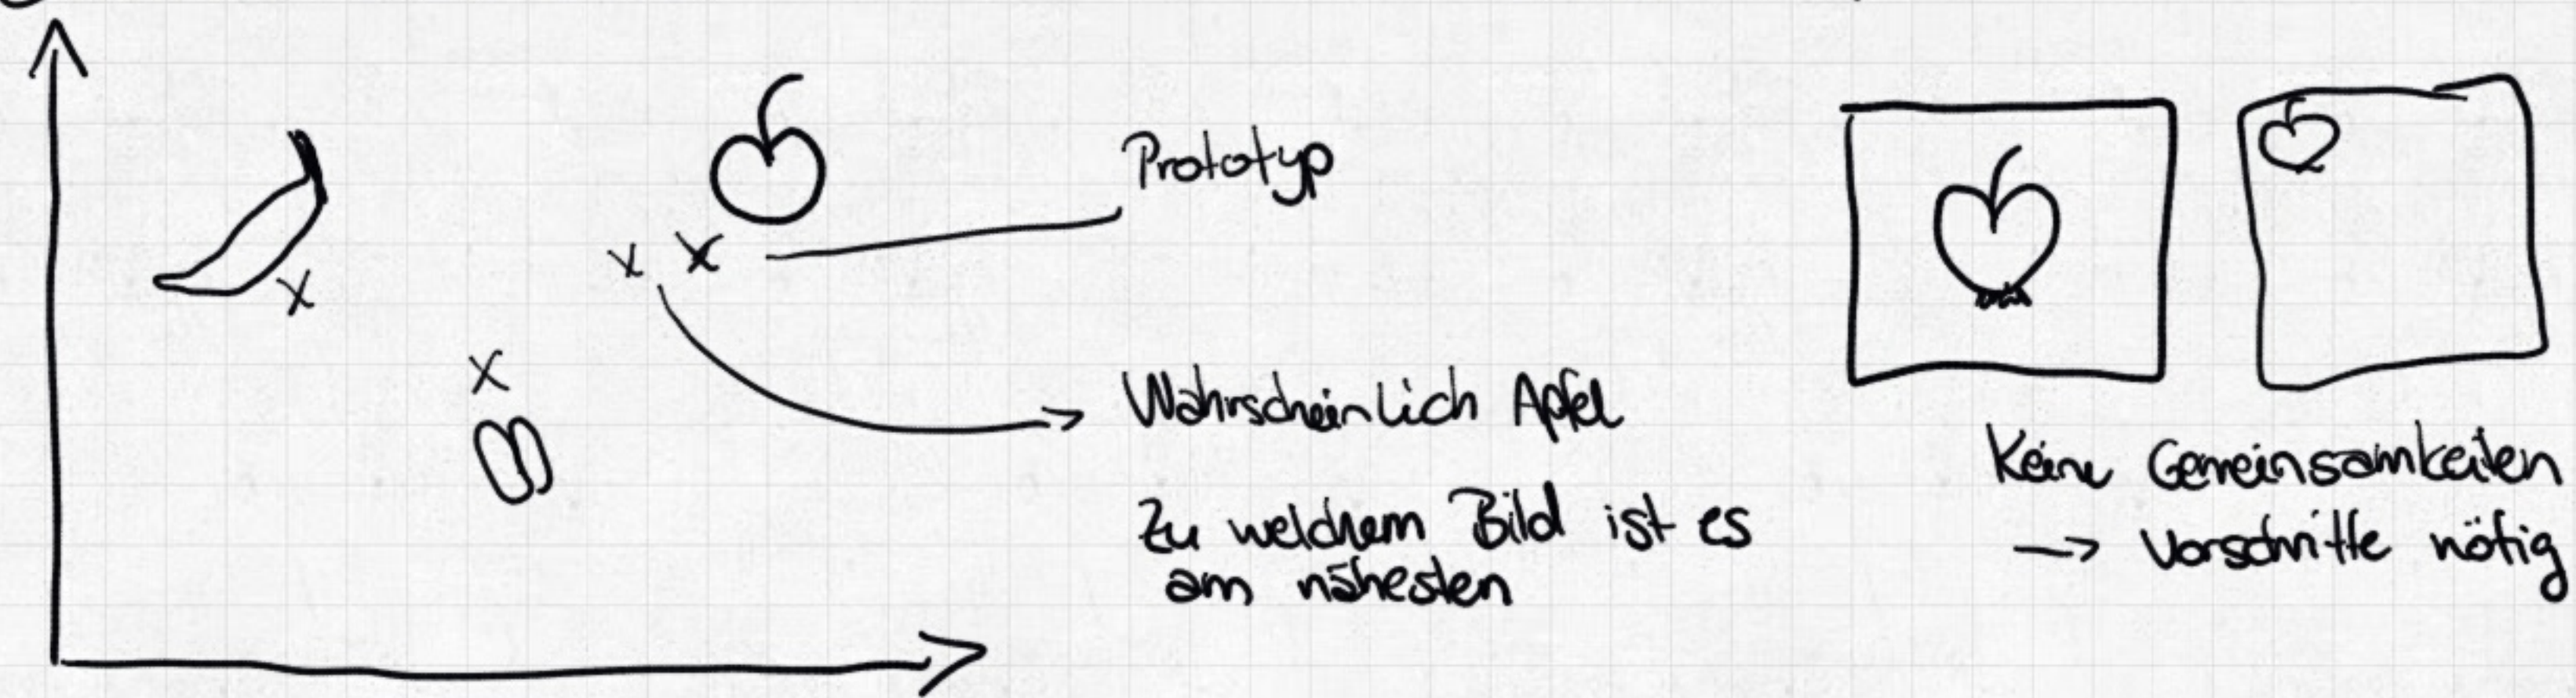 Prototyp
Wahrscheinlich Apfel
Zu welchem Bild ist es
am nähesten
Keine Gemeinsamkeiten
→ Vorschritte nötig